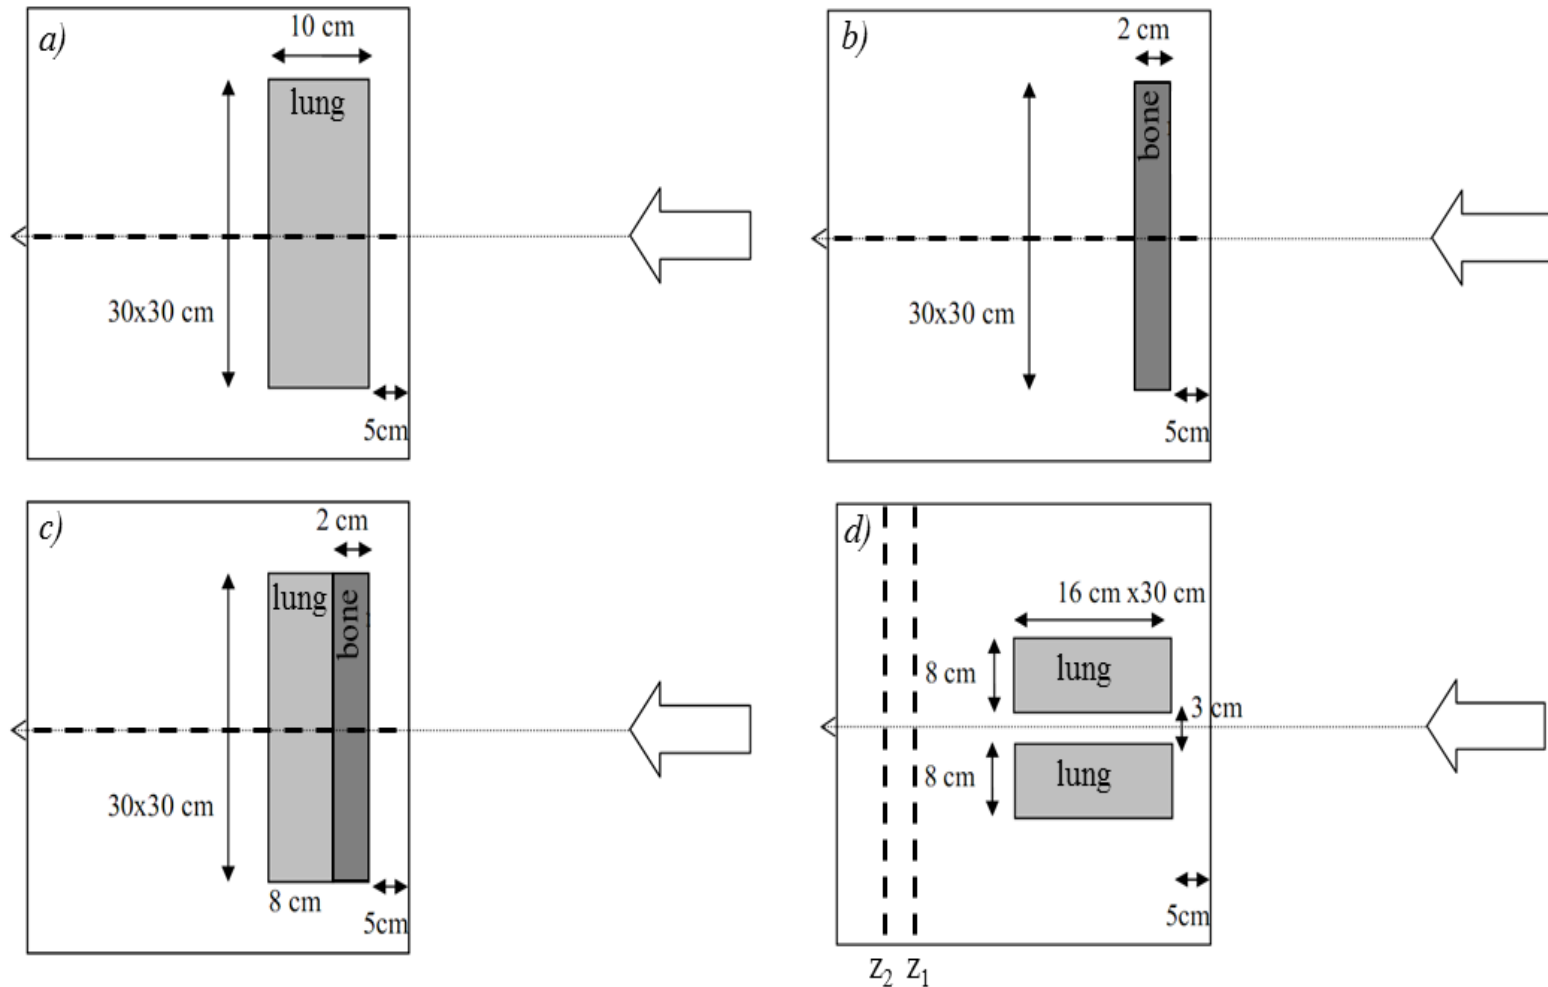 a)
10 cm
lung
30x30 cm
5cm
b)
2 cm
bone
30x30 cm
5cm
c)
2 cm
lung
bone
30x30 cm
8 cm
5cm
d)
16 cm x30 cm
8 cm
lung
3 cm
8 cm
lung
5cm
z₂ z₁